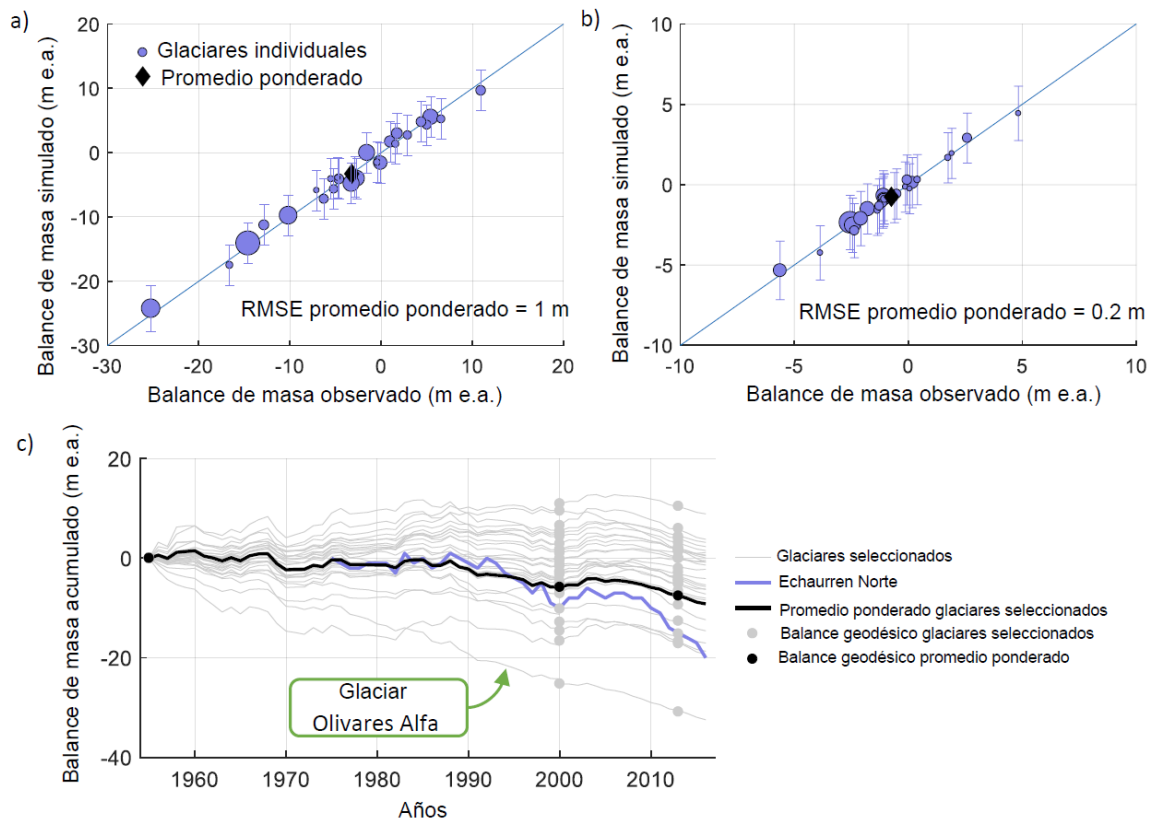 a)
Balance de masa simulado (m e.a.)
20
10
0
-10
-20
-30
Glaciares individuales
Promedio ponderado
RMSE promedio ponderado = 1 m
-30
-20
-10
0
10
20
Balance de masa observado (m e.a.)
b)
Balance de masa simulado (m e.a.)
10
5
0
-5
-10
RMSE promedio ponderado = 0.2 m
-10
-5
0
5
10
Balance de masa observado (m e.a.)
c)
Balance de masa acumulado (m e.a.)
20
0
-20
-40
Glaciar
Olivares Alfa
1960
1970
1980
1990
2000
2010
Años
Glaciares seleccionados
Echaurren Norte
Promedio ponderado glaciares seleccionados
Balance geodésico glaciares seleccionados
Balance geodésico promedio ponderado